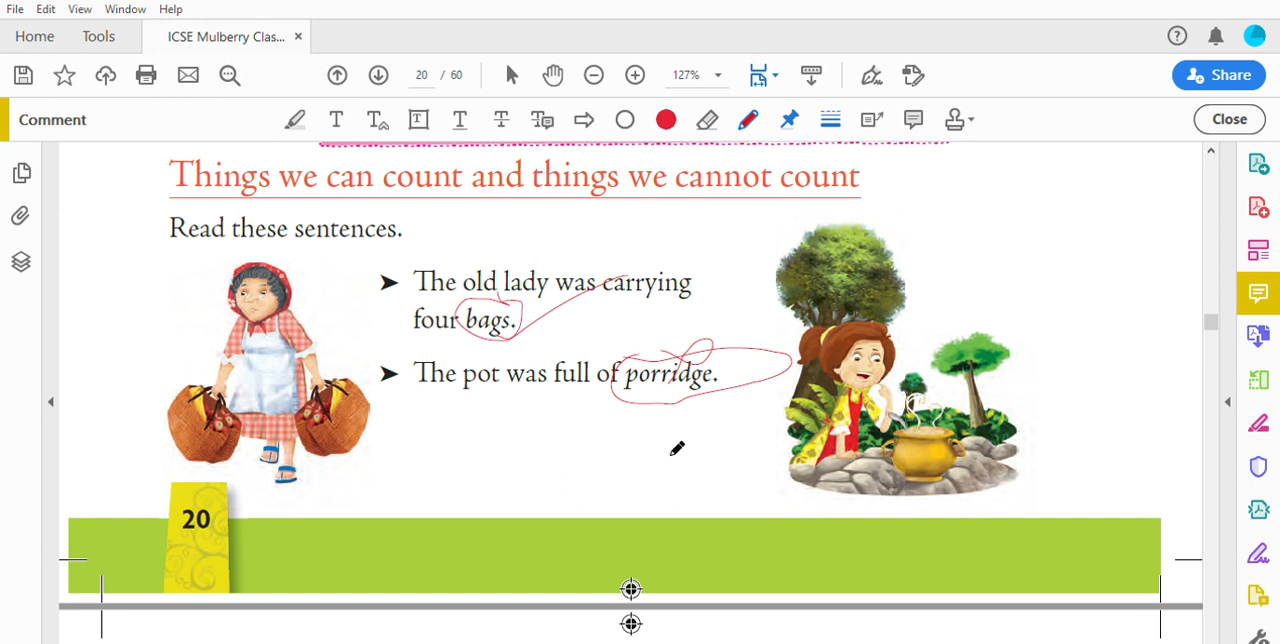 File Edit View Window Help
Home Tools ICSE Mulberry Clas... ×
20 / 60 127% Share
Comment Close
Things we can count and things we cannot count
Read these sentences.
➤ The old lady was carrying
four bags.
➤ The pot was full of porridge.
20